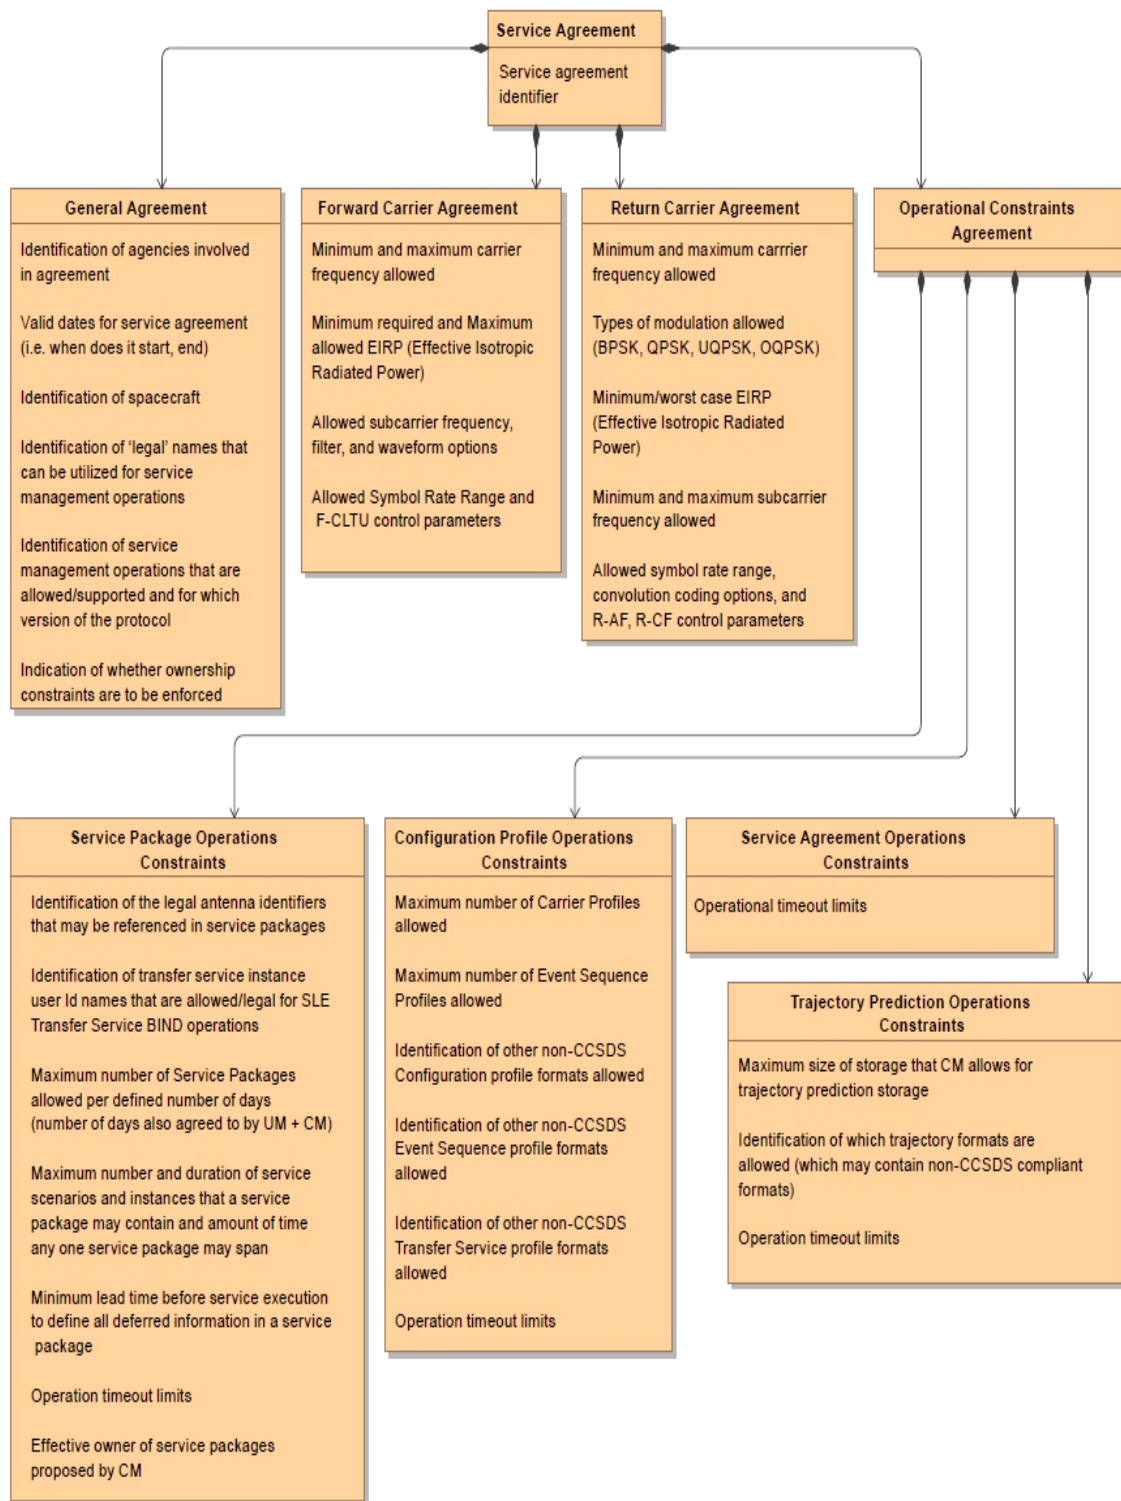 Service Agreement
Service agreement
identifier
General Agreement
Identification of agencies involved
in agreement
Valid dates for service agreement
(i.e. when does it start, end)
Identification of spacecraft
Identification of ‘legal’ names that
can be utilized for service
management operations
Identification of service
management operations that are
allowed/supported and for which
version of the protocol
Indication of whether ownership
constraints are to be enforced
Forward Carrier Agreement
Minimum and maximum carrier
frequency allowed
Minimum required and Maximum
allowed EIRP (Effective Isotropic
Radiated Power)
Allowed subcarrier frequency,
filter, and waveform options
Allowed Symbol Rate Range and
F-CLTU control parameters
Return Carrier Agreement
Minimum and maximum carrrier
frequency allowed
Types of modulation allowed
(BPSK, QPSK, UQPSK, OQPSK)
Minimum/worst case EIRP
(Effective Isotropic Radiated
Power)
Minimum and maximum subcarrier
frequency allowed
Allowed symbol rate range,
convolution coding options, and
R-AF, R-CF control parameters
Operational Constraints
Agreement
Service Package Operations
Constraints
Identification of the legal antenna identifiers
that may be referenced in service packages
Identification of transfer service instance
user Id names that are allowed/legal for SLE
Transfer Service BIND operations
Maximum number of Service Packages
allowed per defined number of days
(number of days also agreed to by UM + CM)
Maximum number and duration of service
scenarios and instances that a service
package may contain and amount of time
any one service package may span
Minimum lead time before service execution
to define all deferred information in a service
package
Operation timeout limits
Effective owner of service packages
proposed by CM
Configuration Profile Operations
Constraints
Maximum number of Carrier Profiles
allowed
Maximum number of Event Sequence
Profiles allowed
Identification of other non-CCSDS
Configuration profile formats allowed
Identification of other non-CCSDS
Event Sequence profile formats
allowed
Identification of other non-CCSDS
Transfer Service profile formats
allowed
Operation timeout limits
Service Agreement Operations
Constraints
Operational timeout limits
Trajectory Prediction Operations
Constraints
Maximum size of storage that CM allows for
trajectory prediction storage
Identification of which trajectory formats are
allowed (which may contain non-CCSDS compliant
formats)
Operation timeout limits